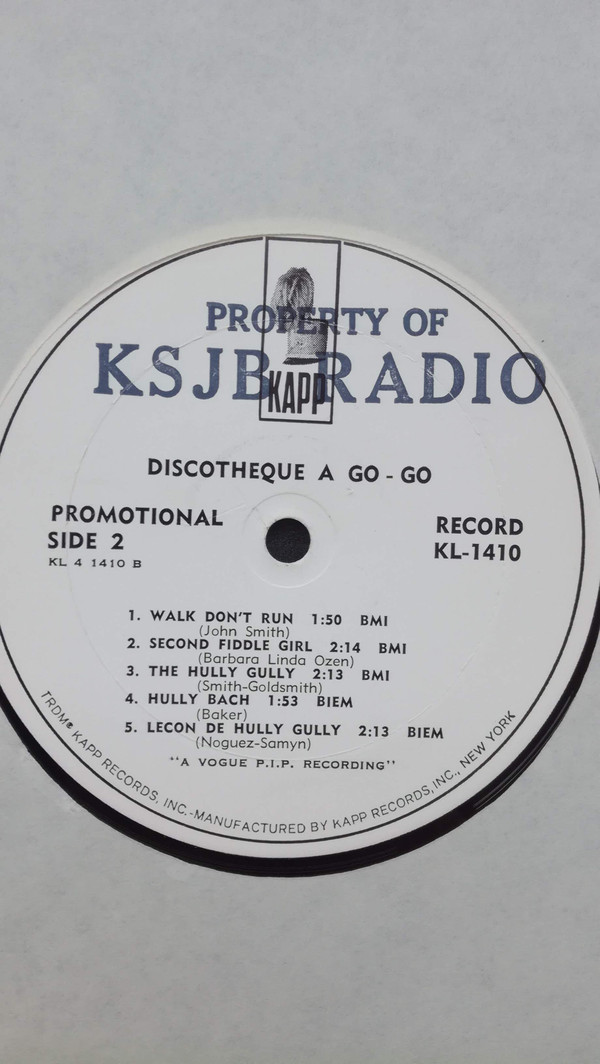 PROPERTY OF
KSJB RADIO
KAPP
DISCOTHEQUE A GO-GO
PROMOTIONAL
SIDE 2
KL 4 1410 B
RECORD
KL-1410
1. WALK DON'T RUN 1:50 BMI
(John Smith)
2. SECOND FIDDLE GIRL 2:14 BMI
(Barbara Linda Ozen)
3. THE HULLY GULLY 2:13 BMI
(Smith-Goldsmith)
4. HULLY BACH 1:53 BIEM
(Baker)
5. LECON DE HULLY GULLY 2:13 BIEM
(Noguez-Samyn)
"A VOGUE P.I.P. RECORDING"
TRDM® KAPP RECORDS, INC.-MANUFACTURED BY KAPP RECORDS, INC., NEW YORK